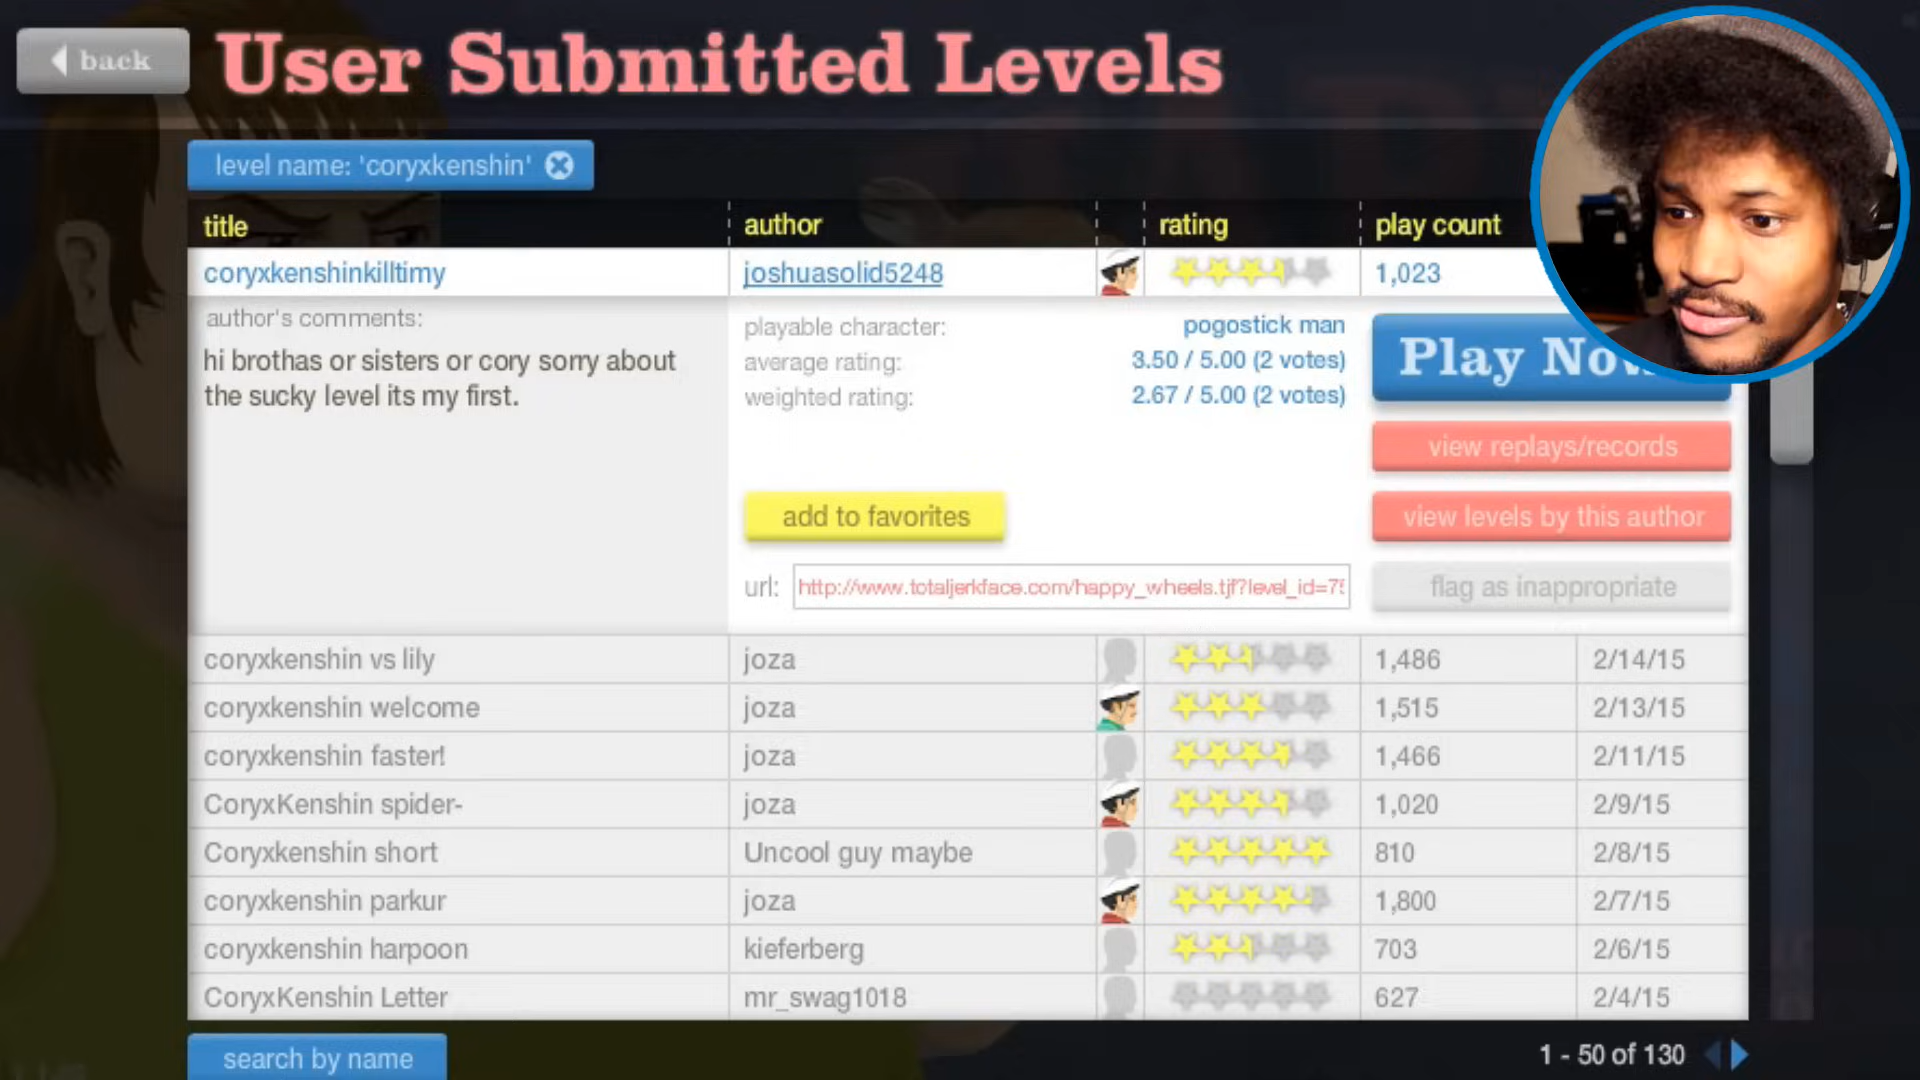 back
User Submitted Levels
level name: 'coryxkenshin'
title author rating play count
coryxkenshinkilltimy joshuasolid5248 1,023
author's comments:
hi brothas or sisters or cory sorry about
the sucky level its my first.
playable character: pogostick man
average rating: 3.50 / 5.00 (2 votes)
weighted rating: 2.67 / 5.00 (2 votes)
add to favorites
url: http://www.totaljerkface.com/happy_wheels.tjf?level_id=7
Play Now
view replays/records
view levels by this author
flag as inappropriate
coryxkenshin vs lily joza 1,486 2/14/15
coryxkenshin welcome joza 1,515 2/13/15
coryxkenshin faster! joza 1,466 2/11/15
CoryxKenshin spider- joza 1,020 2/9/15
Coryxkenshin short Uncool guy maybe 810 2/8/15
coryxkenshin parkur joza 1,800 2/7/15
coryxkenshin harpoon kieferberg 703 2/6/15
CoryxKenshin Letter mr_swag1018 627 2/4/15
search by name
1 - 50 of 130